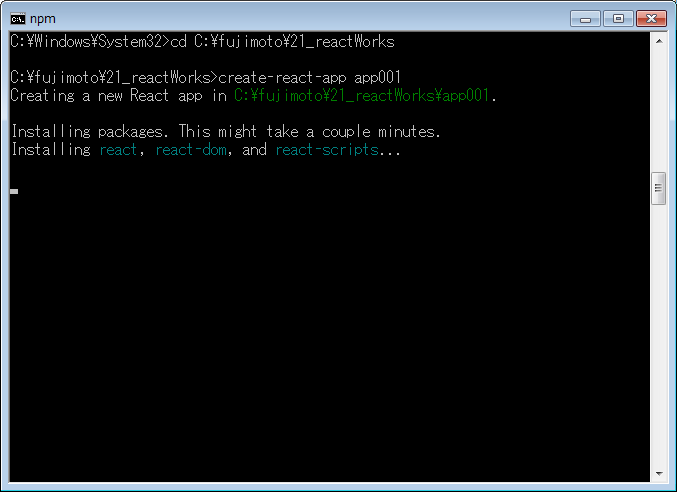 npm
C:¥Windows¥System32>cd C:¥fujimoto¥21_reactWorks
C:¥fujimoto¥21_reactWorks>create-react-app app001
Creating a new React app in C:¥fujimoto¥21_reactWorks¥app001.
Installing packages. This might take a couple minutes.
Installing react, react-dom, and react-scripts...